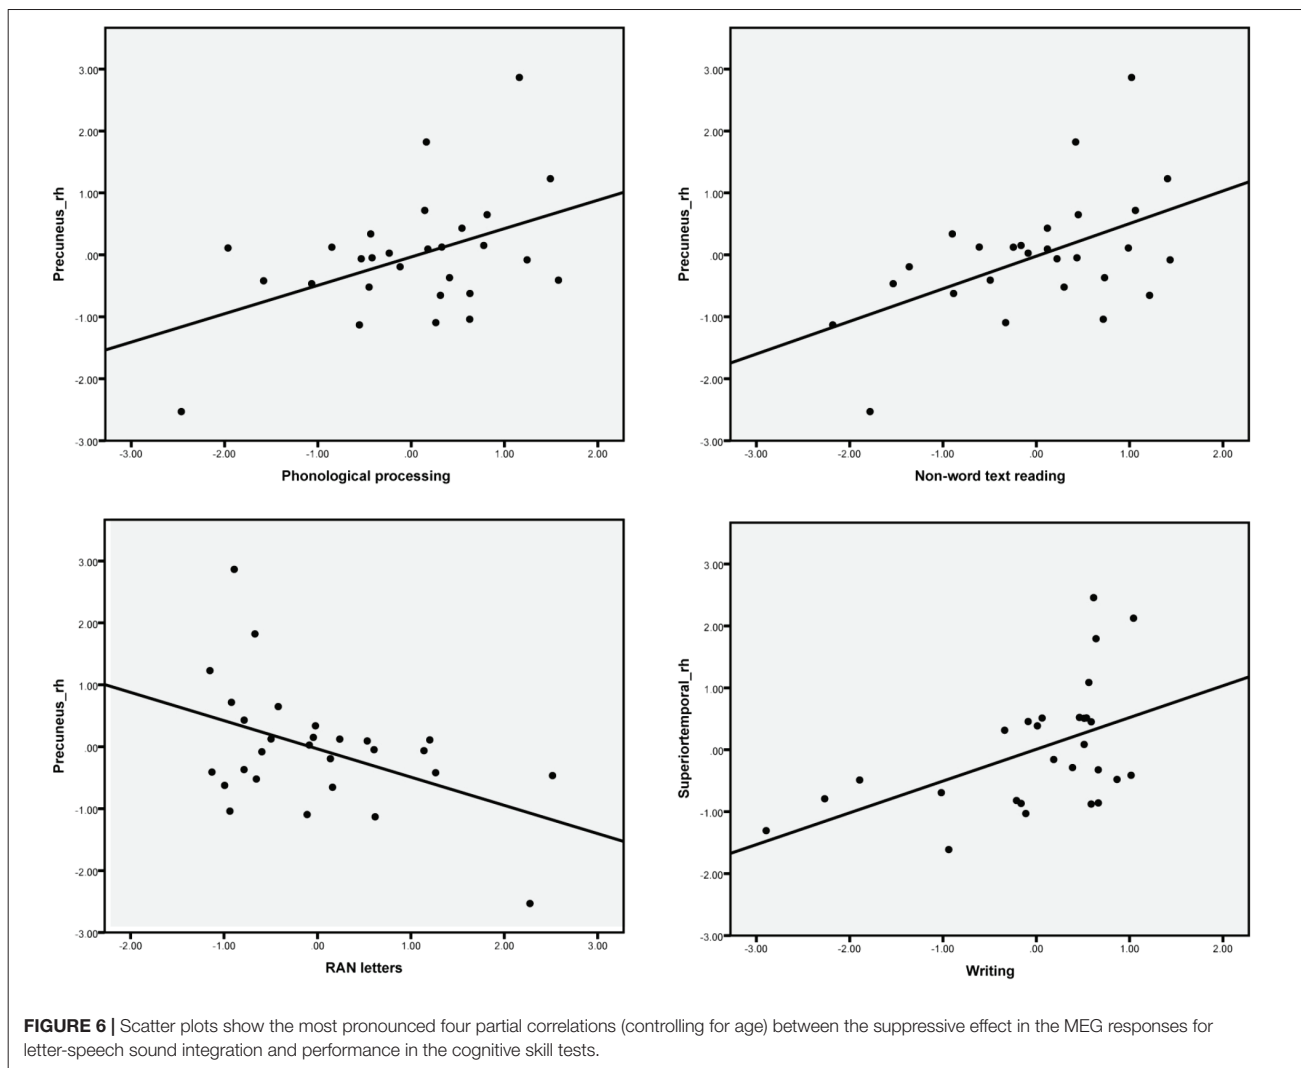 3.00
2.00
1.00
.00
-1.00
-2.00
-3.00
Precuneus_rh
-3.00 -2.00 -1.00 .00 1.00 2.00
Phonological processing
3.00
2.00
1.00
.00
-1.00
-2.00
-3.00
Precuneus_rh
-3.00 -2.00 -1.00 .00 1.00 2.00
Non-word text reading
3.00
2.00
1.00
.00
-1.00
-2.00
-3.00
Precuneus_rh
-2.00 -1.00 .00 1.00 2.00 3.00
RAN letters
3.00
2.00
1.00
.00
-1.00
-2.00
-3.00
Superiortemporal_rh
-3.00 -2.00 -1.00 .00 1.00 2.00
Writing
FIGURE 6 | Scatter plots show the most pronounced four partial correlations (controlling for age) between the suppressive effect in the MEG responses for
letter-speech sound integration and performance in the cognitive skill tests.